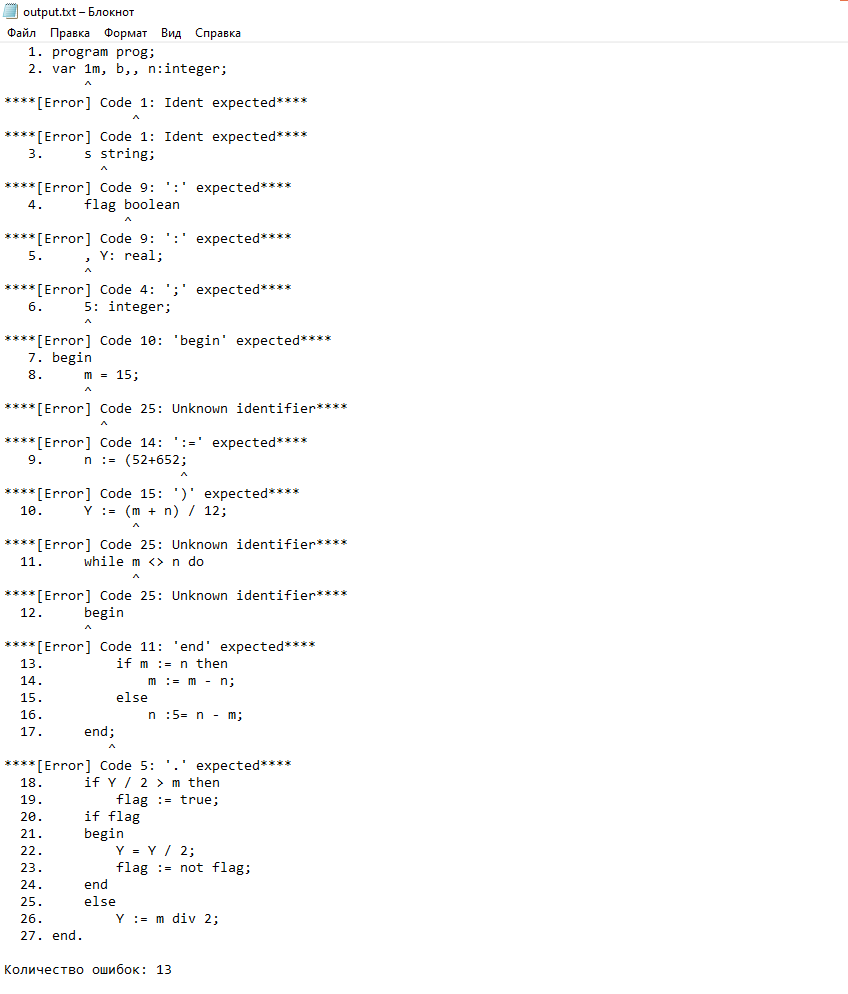 output.txt – Блокнот
Файл Правка Формат Вид Справка
   1. program prog;
   2. var 1m, b,, n:integer;
          ^
****[Error] Code 1: Ident expected****
                ^
****[Error] Code 1: Ident expected****
   3.     s string;
            ^
****[Error] Code 9: ':' expected****
   4.     flag boolean
               ^
****[Error] Code 9: ':' expected****
   5.     , Y: real;
          ^
****[Error] Code 4: ';' expected****
   6.     5: integer;
          ^
****[Error] Code 10: 'begin' expected****
   7. begin
   8.     m = 15;
          ^
****[Error] Code 25: Unknown identifier****
            ^
****[Error] Code 14: ':=' expected****
   9.     n := (52+652;
                      ^
****[Error] Code 15: ')' expected****
  10.     Y := (m + n) / 12;
                ^
****[Error] Code 25: Unknown identifier****
  11.     while m <> n do
                ^
****[Error] Code 25: Unknown identifier****
  12.     begin
          ^
****[Error] Code 11: 'end' expected****
  13.         if m := n then
  14.             m := m - n;
  15.         else
  16.             n :5= n - m;
  17.     end;
             ^
****[Error] Code 5: '.' expected****
  18.     if Y / 2 > m then
  19.         flag := true;
  20.     if flag
  21.     begin
  22.         Y = Y / 2;
  23.         flag := not flag;
  24.     end
  25.     else
  26.         Y := m div 2;
  27. end.
Количество ошибок: 13